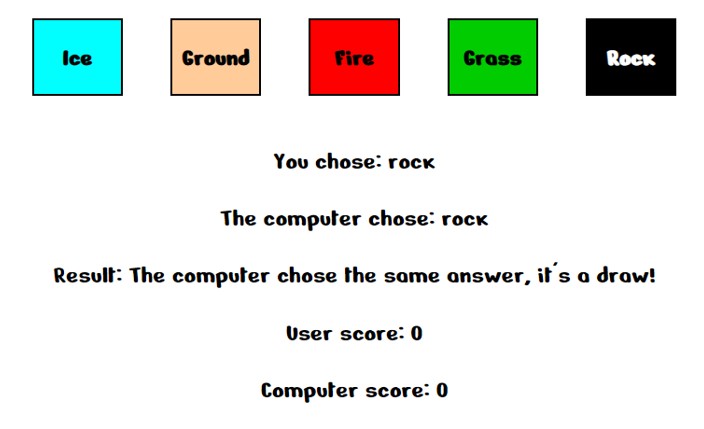 Ice Ground Fire Grass Rock
You chose: rock
The computer chose: rock
Result: The computer chose the same answer, it's a draw!
User score: 0
Computer score: 0